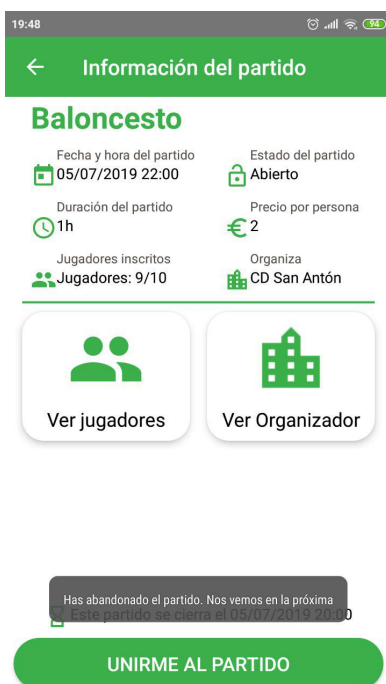 19:48
94
Información del partido
Baloncesto
Fecha y hora del partido
05/07/2019 22:00
Estado del partido
Abierto
Duración del partido
1h
Precio por persona
2
Jugadores inscritos
Jugadores: 9/10
Organiza
CD San Antón
Ver jugadores
Ver Organizador
Has abandonado el partido. Nos vemos en la próxima
Este partido se cierra el 05/07/2019 20:00
UNIRME AL PARTIDO